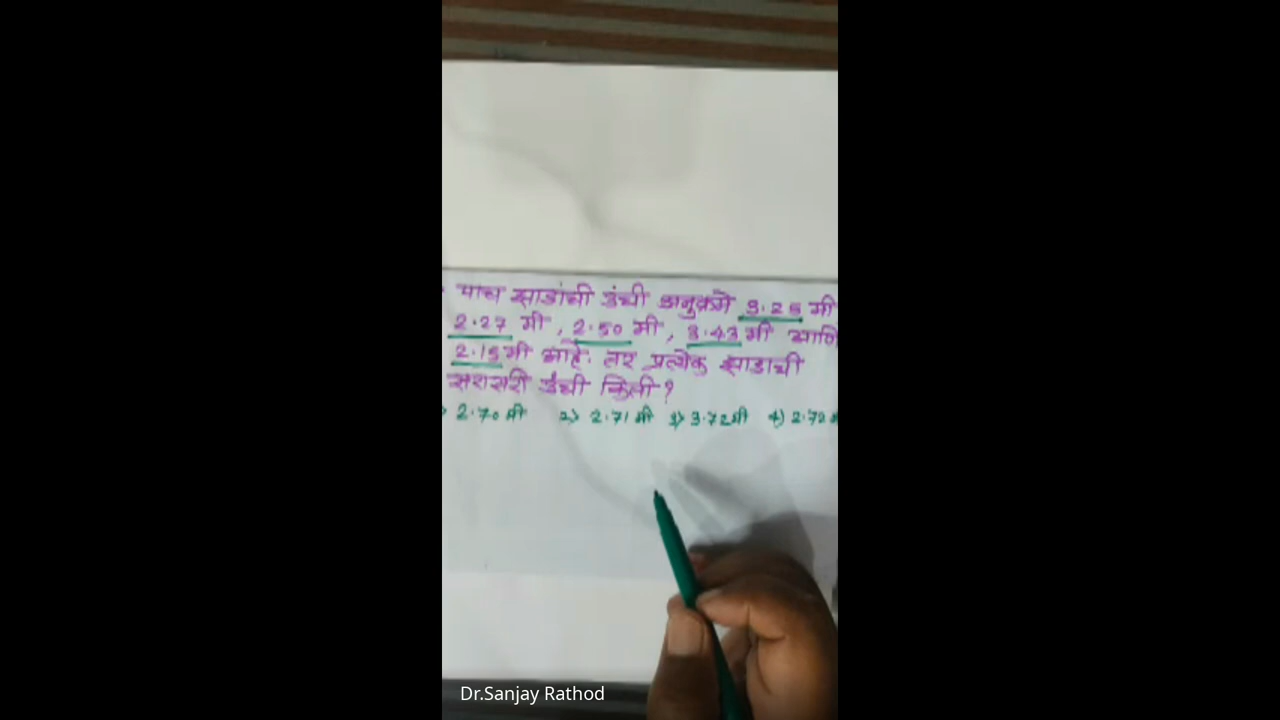 पाच झाडांची उंची अनुक्रमे 3.25 मी
2.27 मी , 2.50 मी , 3.43 मी आणि
2.15 मी आहे. तर प्रत्येक झाडाची
सरासरी उंची किती?
2.70 मी 2) 2.71 मी 3) 3.72 मी 4) 2.72 मी
Dr.Sanjay Rathod